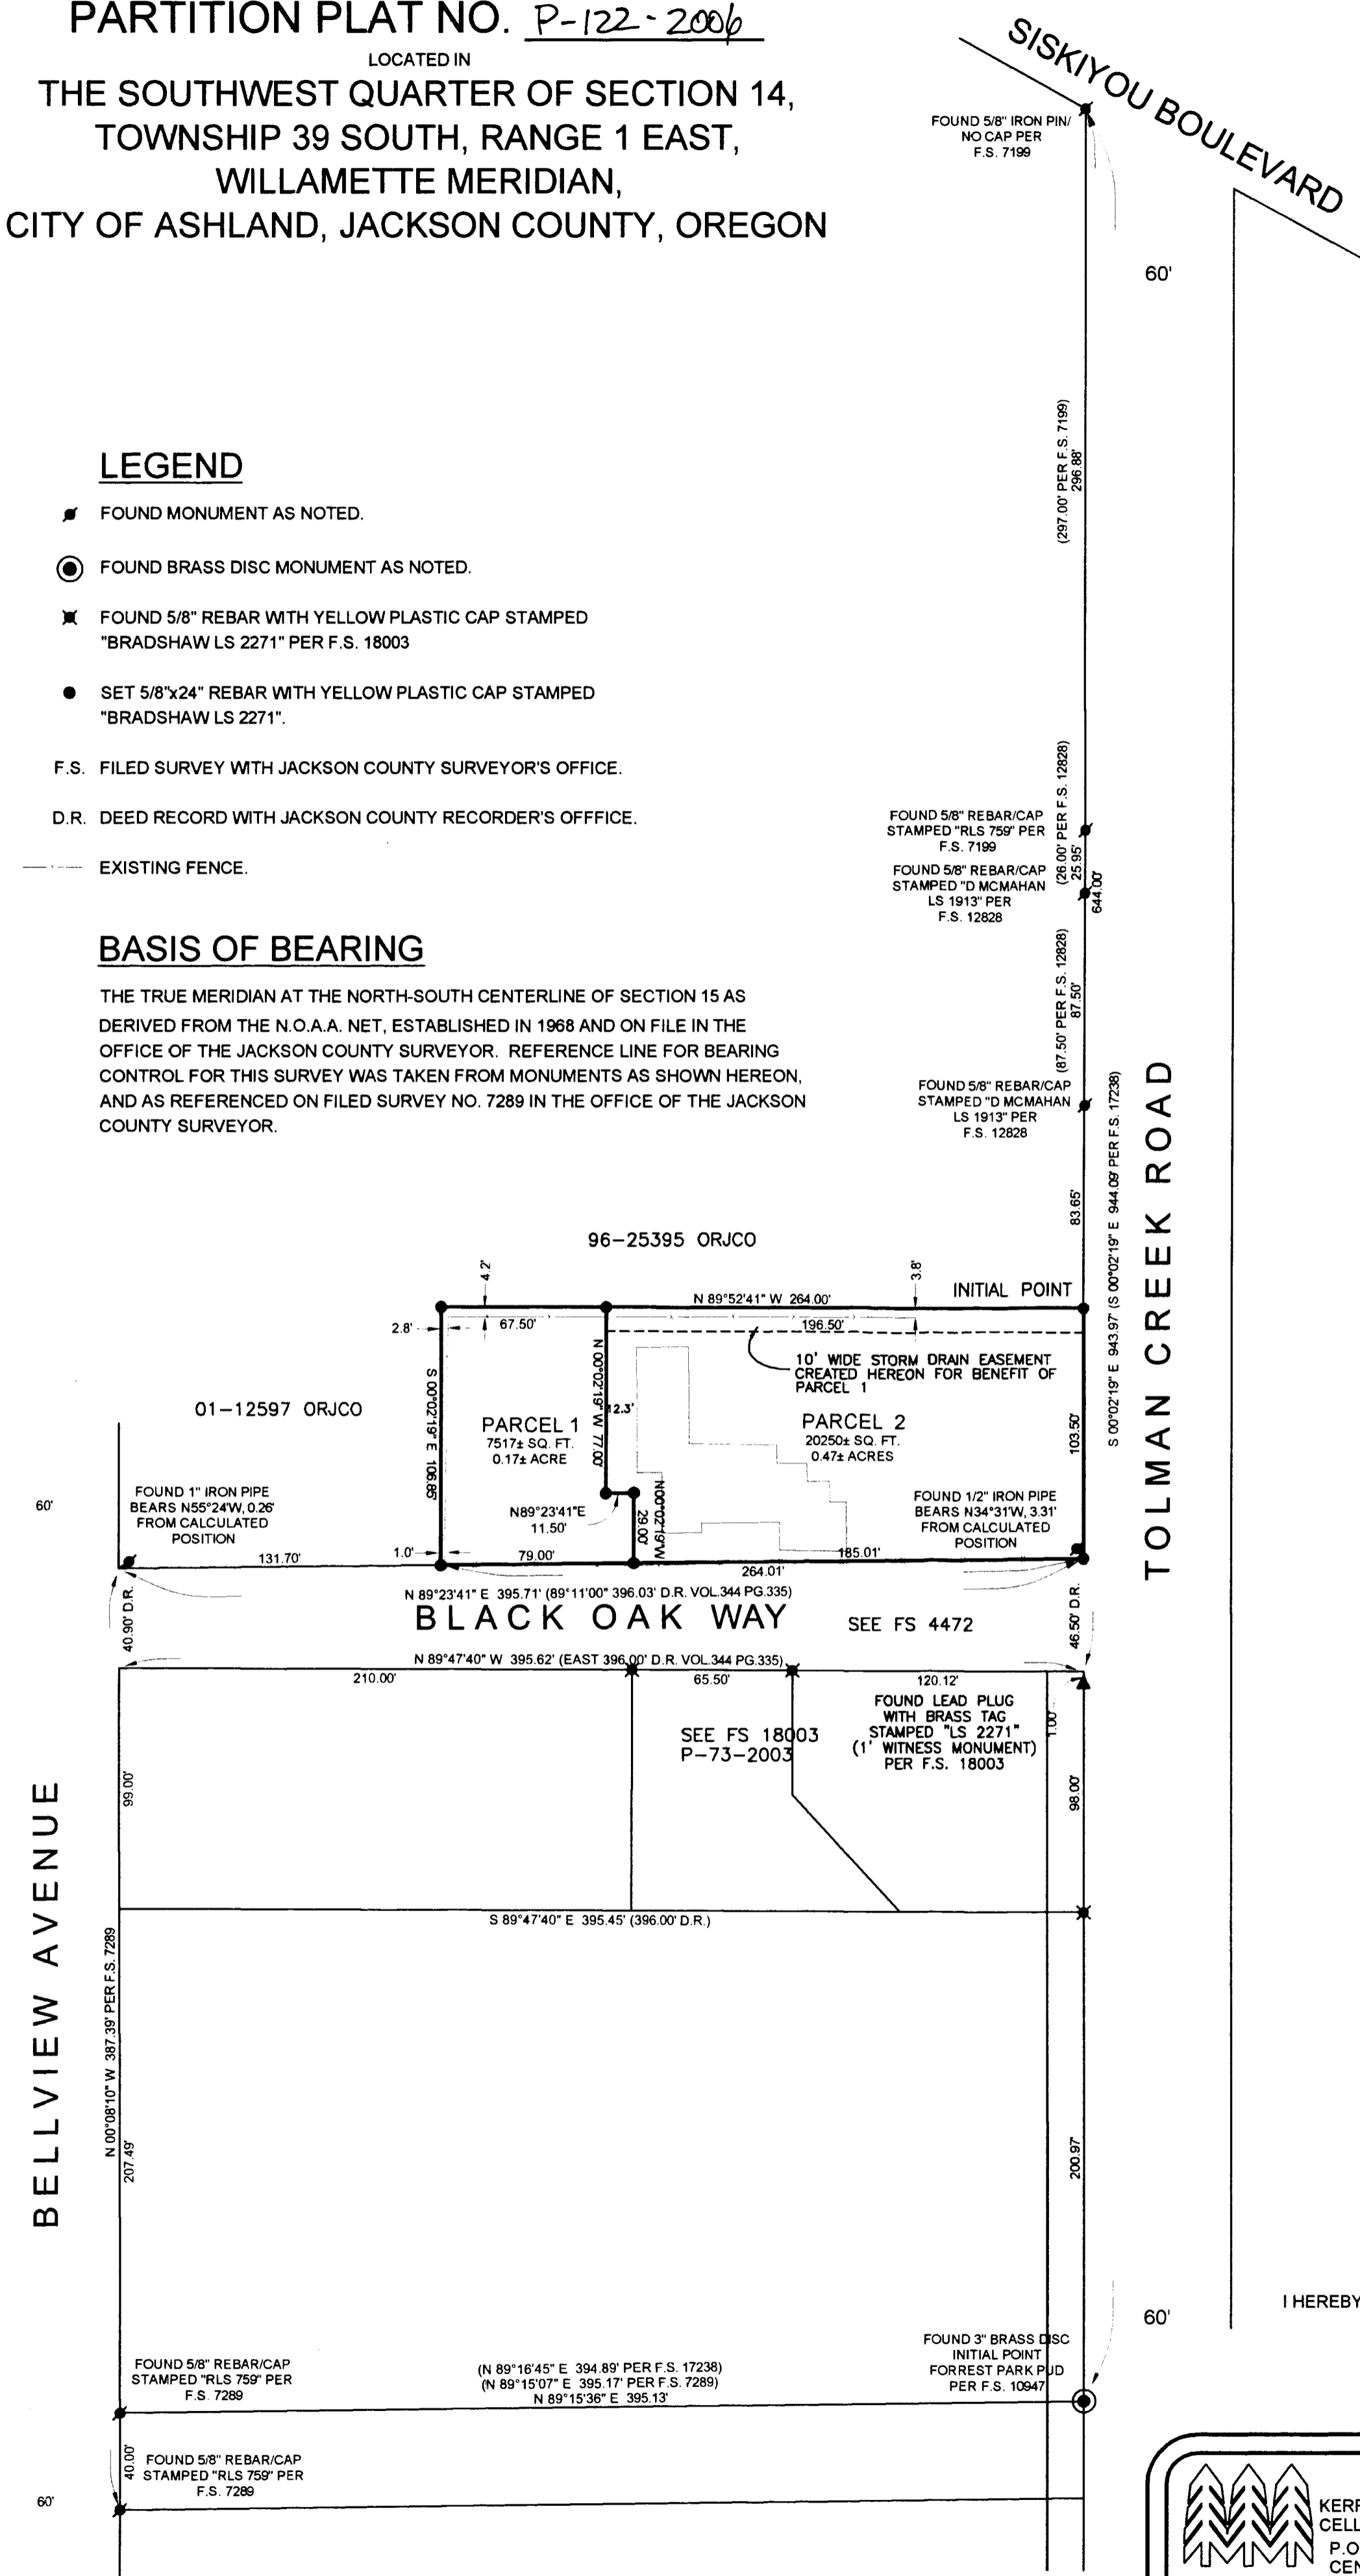 PARTITION PLAT NO. P-122-2006
LOCATED IN
THE SOUTHWEST QUARTER OF SECTION 14,
TOWNSHIP 39 SOUTH, RANGE 1 EAST,
WILLAMETTE MERIDIAN,
CITY OF ASHLAND, JACKSON COUNTY, OREGON
SISKIYOU BOULEVARD
FOUND 5/8" IRON PIN/
NO CAP PER
F.S. 7199
60'
(297.00' PER F.S. 7199)
296.88'
LEGEND
FOUND MONUMENT AS NOTED.
FOUND BRASS DISC MONUMENT AS NOTED.
FOUND 5/8" REBAR WITH YELLOW PLASTIC CAP STAMPED
"BRADSHAW LS 2271" PER F.S. 18003
SET 5/8"x24" REBAR WITH YELLOW PLASTIC CAP STAMPED
"BRADSHAW LS 2271".
F.S. FILED SURVEY WITH JACKSON COUNTY SURVEYOR'S OFFICE.
D.R. DEED RECORD WITH JACKSON COUNTY RECORDER'S OFFFICE.
EXISTING FENCE.
BASIS OF BEARING
THE TRUE MERIDIAN AT THE NORTH-SOUTH CENTERLINE OF SECTION 15 AS
DERIVED FROM THE N.O.A.A. NET, ESTABLISHED IN 1968 AND ON FILE IN THE
OFFICE OF THE JACKSON COUNTY SURVEYOR. REFERENCE LINE FOR BEARING
CONTROL FOR THIS SURVEY WAS TAKEN FROM MONUMENTS AS SHOWN HEREON,
AND AS REFERENCED ON FILED SURVEY NO. 7289 IN THE OFFICE OF THE JACKSON
COUNTY SURVEYOR.
FOUND 5/8" REBAR/CAP
STAMPED "RLS 759" PER
F.S. 7199
(26.00' PER F.S. 12828)
25.95'
FOUND 5/8" REBAR/CAP
STAMPED "D MCMAHAN
LS 1913" PER
F.S. 12828
644.00'
(87.50' PER F.S. 12828)
87.50'
FOUND 5/8" REBAR/CAP
STAMPED "D MCMAHAN
LS 1913" PER
F.S. 12828
83.65'
S 00°02'19" E 943.97' (S 00°02'19" E 944.09' PER F.S. 17238)
TOLMAN CREEK ROAD
96-25395 ORJCO
4.2'
3.8'
N 89°52'41" W 264.00'
INITIAL POINT
2.8'
67.50'
196.50'
10' WIDE STORM DRAIN EASEMENT
CREATED HEREON FOR BENEFIT OF
PARCEL 1
01-12597 ORJCO
S 00°02'19" E 106.85'
PARCEL 1
7517± SQ. FT.
0.17± ACRE
N 00°02'19" W 77.00'
12.3'
PARCEL 2
20250± SQ. FT.
0.47± ACRES
103.50'
60'
FOUND 1" IRON PIPE
BEARS N55°24'W, 0.26'
FROM CALCULATED
POSITION
N89°23'41"E
11.50'
29.00'
N00°02'19"W
FOUND 1/2" IRON PIPE
BEARS N34°31'W, 3.31'
FROM CALCULATED
POSITION
131.70'
1.0'
79.00'
185.01'
264.01'
40.90' D.R.
N 89°23'41" E 395.71' (89°11'00" 396.03' D.R. VOL.344 PG.335)
46.50' D.R.
BLACK OAK WAY
SEE FS 4472
N 89°47'40" W 395.62' (EAST 396.00' D.R. VOL.344 PG.335)
210.00'
65.50'
120.12'
SEE FS 18003
P-73-2003
FOUND LEAD PLUG
WITH BRASS TAG
STAMPED "LS 2271"
(1' WITNESS MONUMENT)
PER F.S. 18003
1.00'
99.00'
98.00'
S 89°47'40" E 395.45' (396.00' D.R.)
BELLVIEW AVENUE
N 00°08'10" W 387.39' PER F.S. 7289
207.49'
200.97'
I HEREBY
60'
FOUND 3" BRASS DISC
INITIAL POINT
FORREST PARK PUD
PER F.S. 10947
FOUND 5/8" REBAR/CAP
STAMPED "RLS 759" PER
F.S. 7289
(N 89°16'45" E 394.89' PER F.S. 17238)
(N 89°15'07" E 395.17' PER F.S. 7289)
N 89°15'36" E 395.13'
40.00'
FOUND 5/8" REBAR/CAP
STAMPED "RLS 759" PER
F.S. 7289
60'
KERR
CELL
P.O
CEN